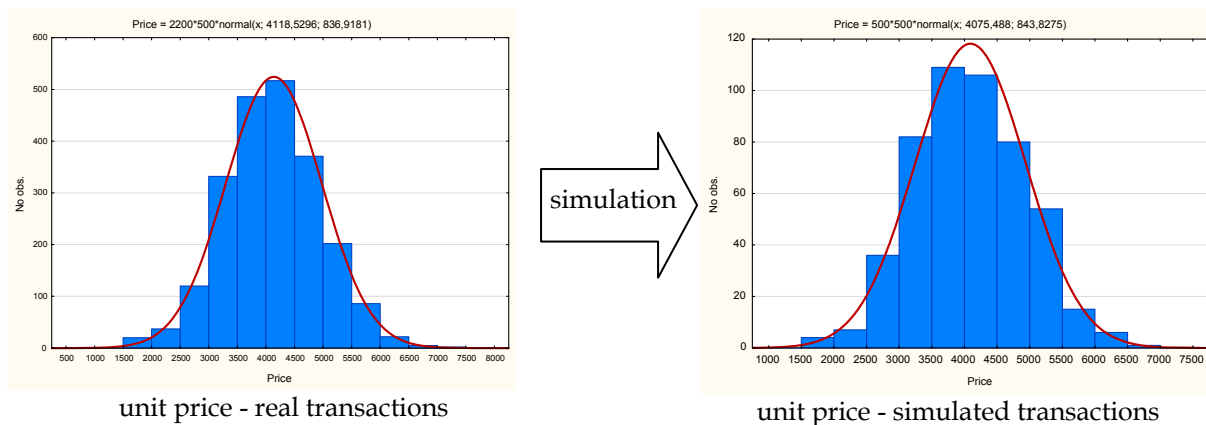 Price = 2200*500*normal(x; 4118,5296; 836,9181)
600
500
400
300
200
100
0
No obs.
500 1000 1500 2000 2500 3000 3500 4000 4500 5000 5500 6000 6500 7000 7500 8000
Price
unit price - real transactions
simulation
Price = 500*500*normal(x; 4075,488; 843,8275)
120
100
80
60
40
20
0
No obs.
1000 1500 2000 2500 3000 3500 4000 4500 5000 5500 6000 6500 7000 7500
Price
unit price - simulated transactions